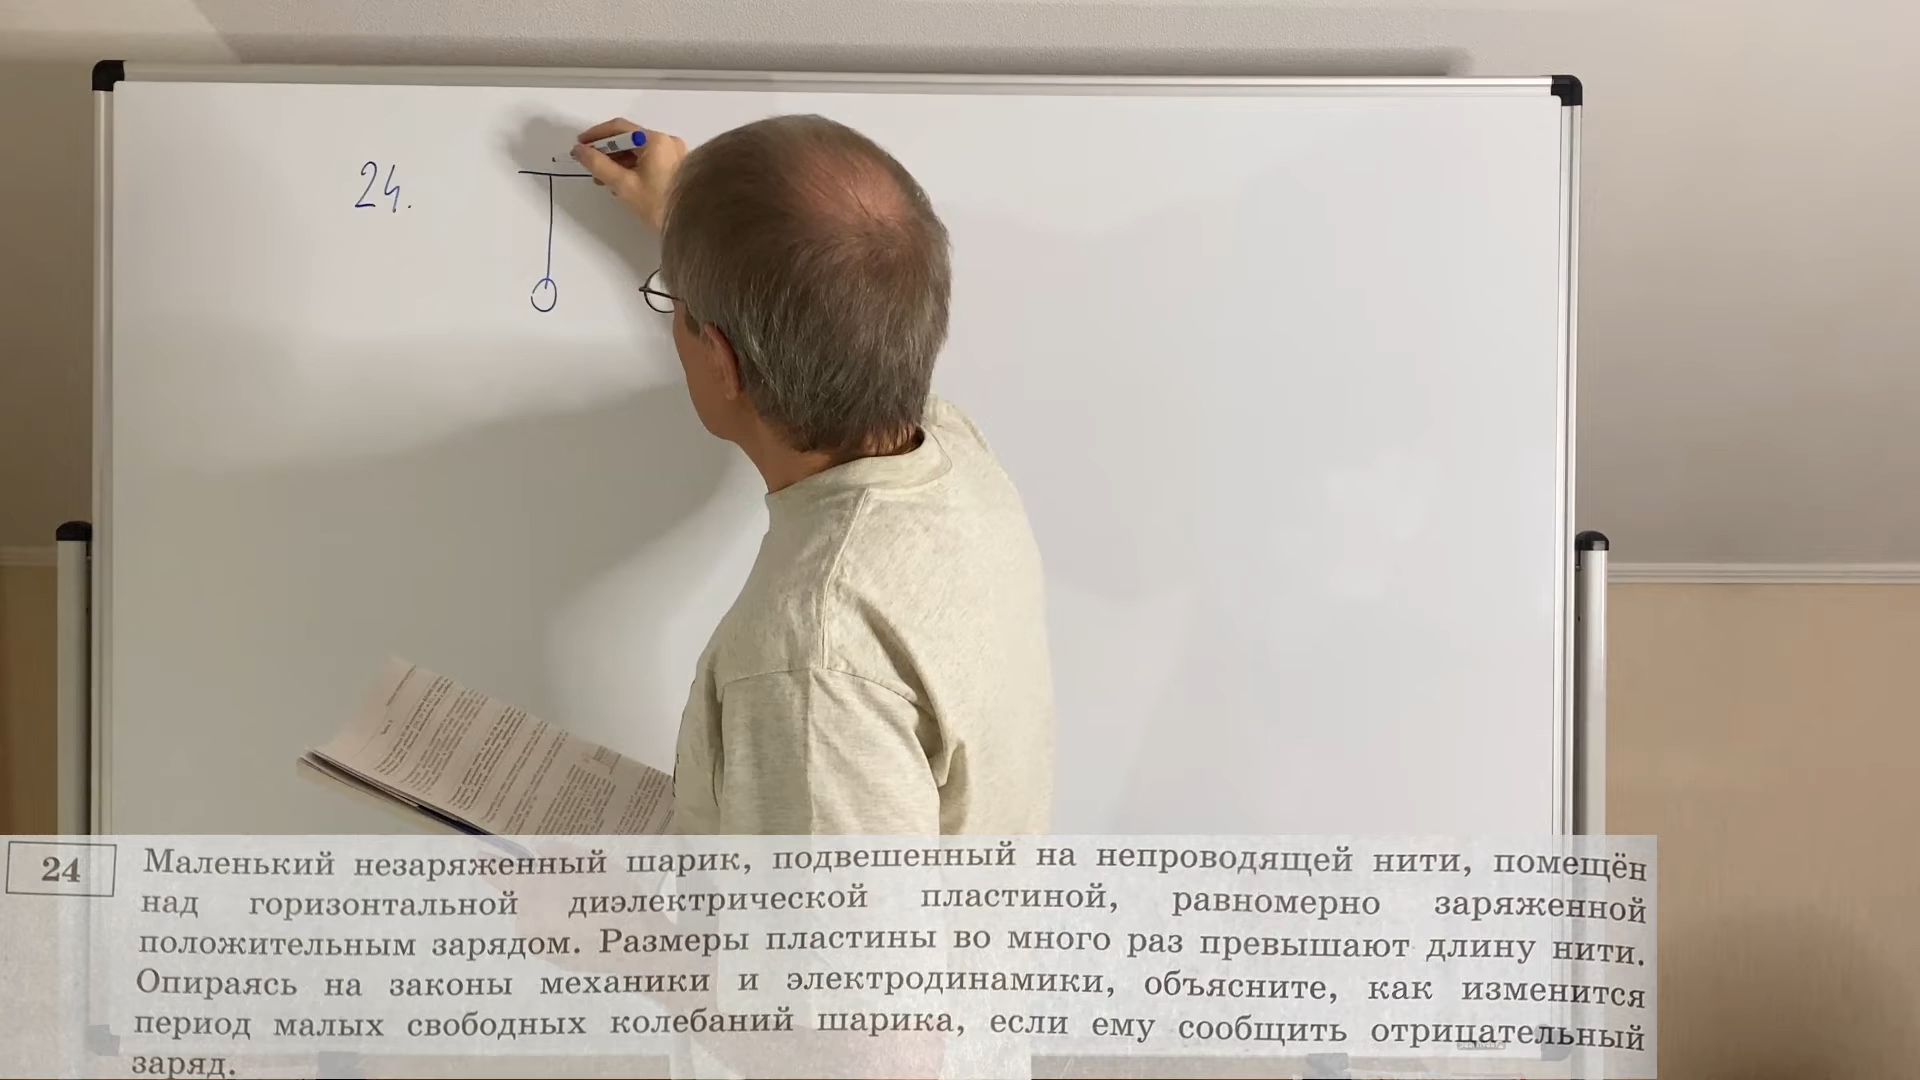 24.
24 Маленький незаряженный шарик, подвешенный на непроводящей нити, помещён
над горизонтальной диэлектрической пластиной, равномерно заряженной
положительным зарядом. Размеры пластины во много раз превышают длину нити.
Опираясь на законы механики и электродинамики, объясните, как изменится
период малых свободных колебаний шарика, если ему сообщить отрицательный
заряд.